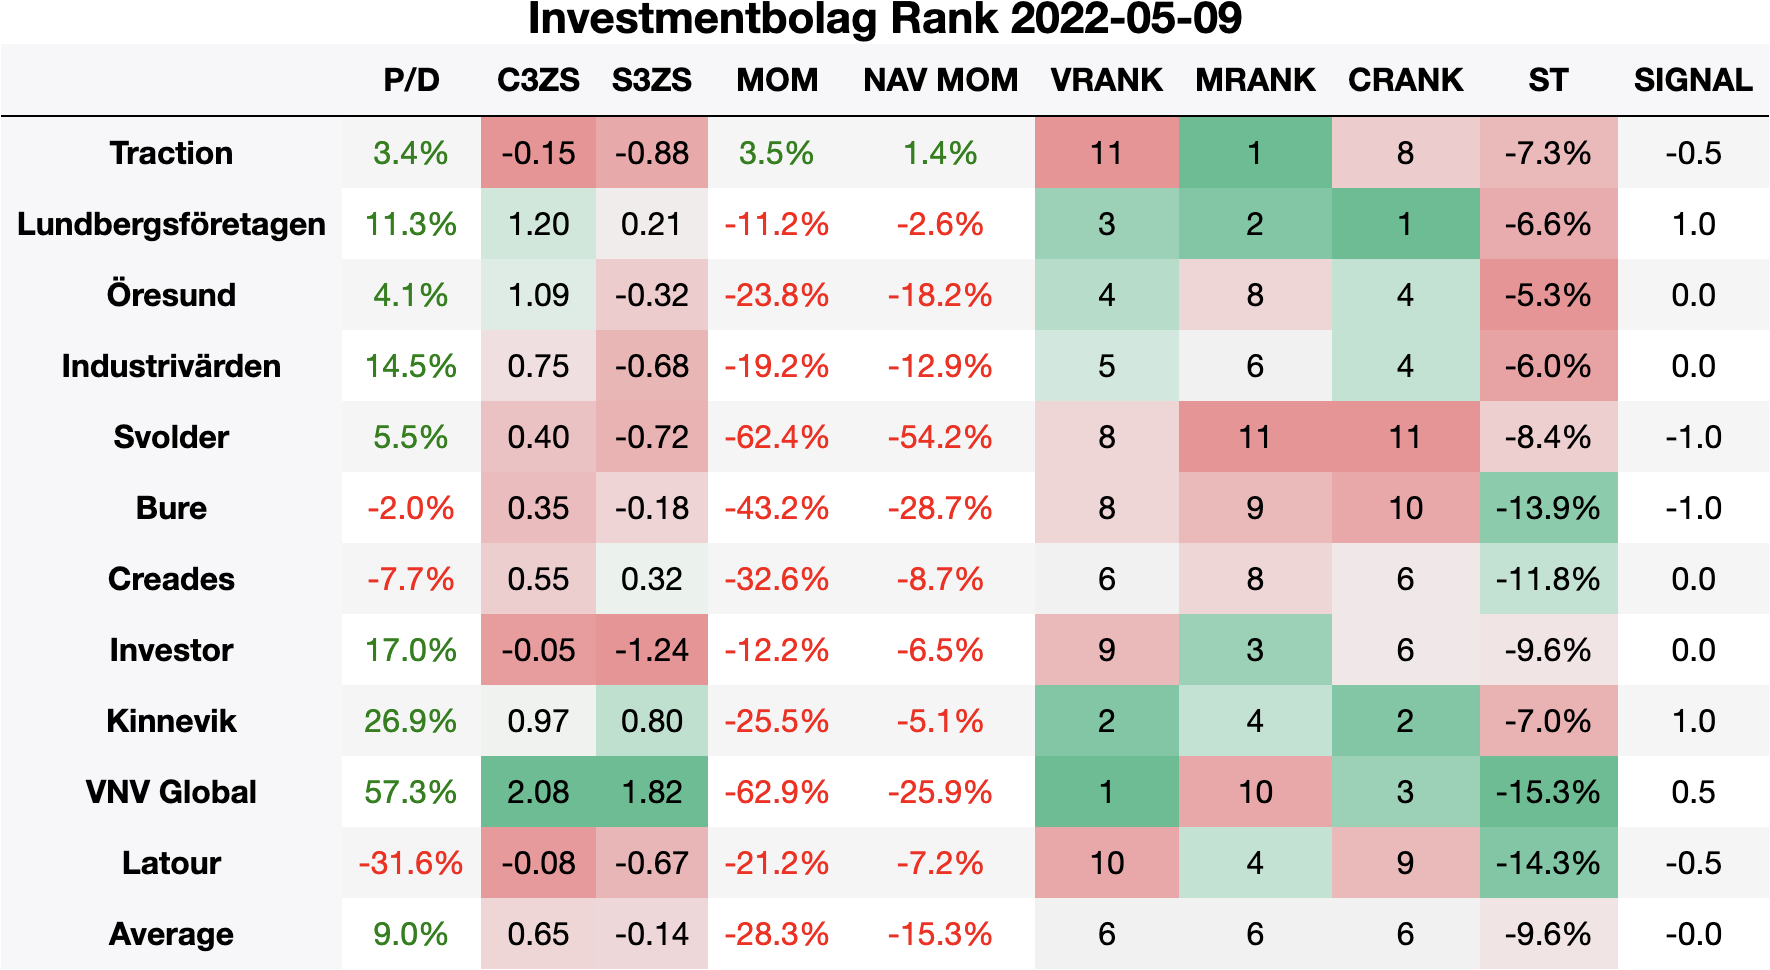 Investmentbolag Rank 2022-05-09
P/D C3ZS S3ZS MOM NAV MOM VRANK MRANK CRANK ST SIGNAL
Traction 3.4% -0.15 -0.88 3.5% 1.4% 11 1 8 -7.3% -0.5
Lundbergsföretagen 11.3% 1.20 0.21 -11.2% -2.6% 3 2 1 -6.6% 1.0
Öresund 4.1% 1.09 -0.32 -23.8% -18.2% 4 8 4 -5.3% 0.0
Industrivärden 14.5% 0.75 -0.68 -19.2% -12.9% 5 6 4 -6.0% 0.0
Svolder 5.5% 0.40 -0.72 -62.4% -54.2% 8 11 11 -8.4% -1.0
Bure -2.0% 0.35 -0.18 -43.2% -28.7% 8 9 10 -13.9% -1.0
Creades -7.7% 0.55 0.32 -32.6% -8.7% 6 8 6 -11.8% 0.0
Investor 17.0% -0.05 -1.24 -12.2% -6.5% 9 3 6 -9.6% 0.0
Kinnevik 26.9% 0.97 0.80 -25.5% -5.1% 2 4 2 -7.0% 1.0
VNV Global 57.3% 2.08 1.82 -62.9% -25.9% 1 10 3 -15.3% 0.5
Latour -31.6% -0.08 -0.67 -21.2% -7.2% 10 4 9 -14.3% -0.5
Average 9.0% 0.65 -0.14 -28.3% -15.3% 6 6 6 -9.6% -0.0